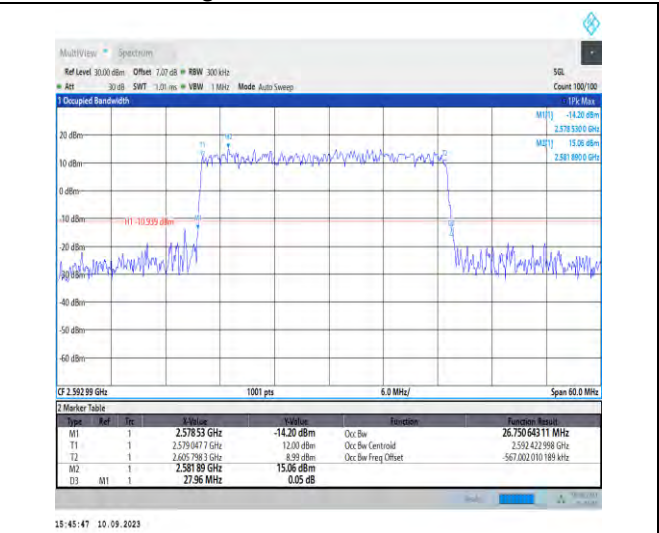 MultiView Spectrum
Ref Level 30.00 dBm Offset 7.07 dB RBW 300 kHz SGL
Att 30 dB SWT 1.01 ms VBW 1 MHz Mode Auto Sweep Count 100/100
1 Occupied Bandwidth 1Pk Max
M1[1] -14.20 dBm
2.578 530 0 GHz
20 dBm
M2[1] 15.06 dBm
2.581 890 0 GHz
T1
10 dBm
0 dBm
-10 dBm
H1 -10.939 dBm
-20 dBm
-30 dBm
-40 dBm
-50 dBm
-60 dBm
CF 2.592 99 GHz 1001 pts 6.0 MHz/ Span 60.0 MHz
2 Marker Table
Type Ref Trc X-Value Y-Value Function Function Result
M1 1 2.578 53 GHz -14.20 dBm Occ Bw 26.750 643 11 MHz
T1 1 2.579 047 7 GHz 12.00 dBm Occ Bw Centroid 2.592 422 998 GHz
T2 1 2.605 798 3 GHz 8.99 dBm Occ Bw Freq Offset -567.002 010 189 kHz
M2 1 2.581 89 GHz 15.06 dBm
D3 M1 1 27.96 MHz 0.05 dB
15:45:47 10.09.2023